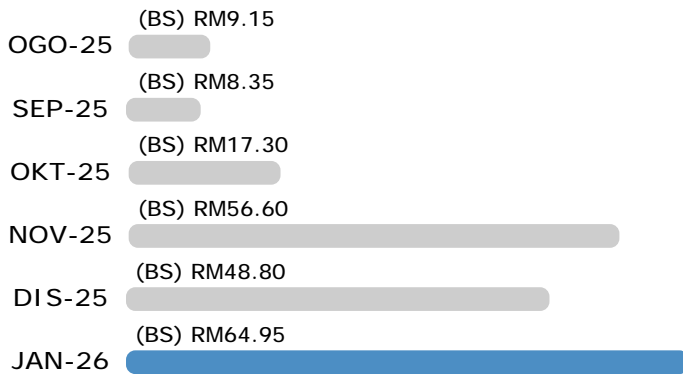 (BS) RM9.15
OGO-25
(BS) RM8.35
SEP-25
(BS) RM17.30
OKT-25
(BS) RM56.60
NOV-25
(BS) RM48.80
DIS-25
(BS) RM64.95
JAN-26